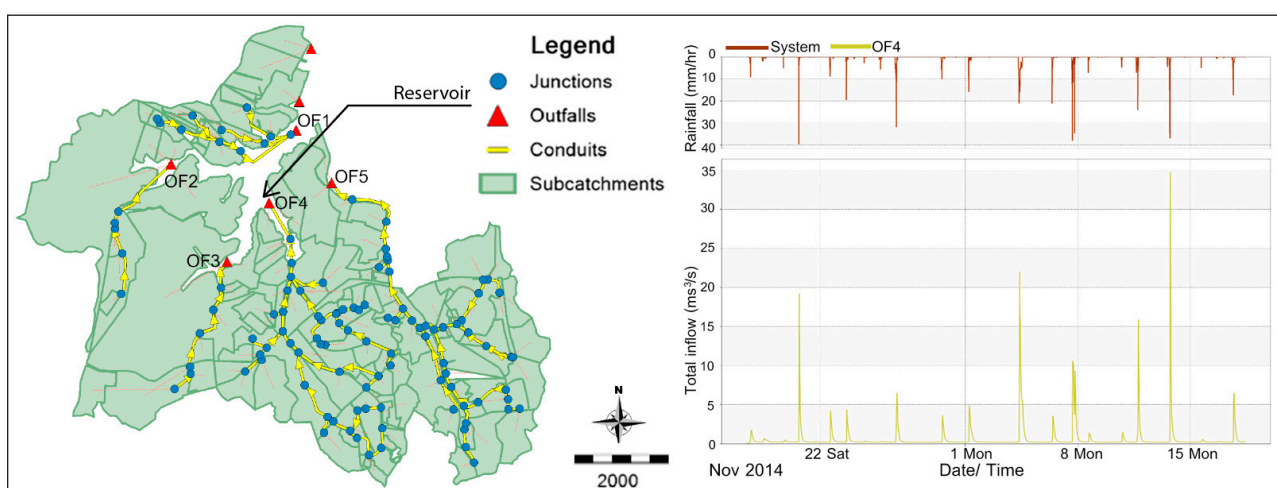 Legend
Junctions
Outfalls
Conduits
Subcatchments
Reservoir
OF1
OF2
OF5
OF4
OF3
N
2000
System
OF4
Rainfall (mm/hr)
0
10
20
30
40
Total inflow (ms³/s)
35
30
25
20
15
10
5
0
22 Sat
1 Mon
8 Mon
15 Mon
Nov 2014
Date/ Time